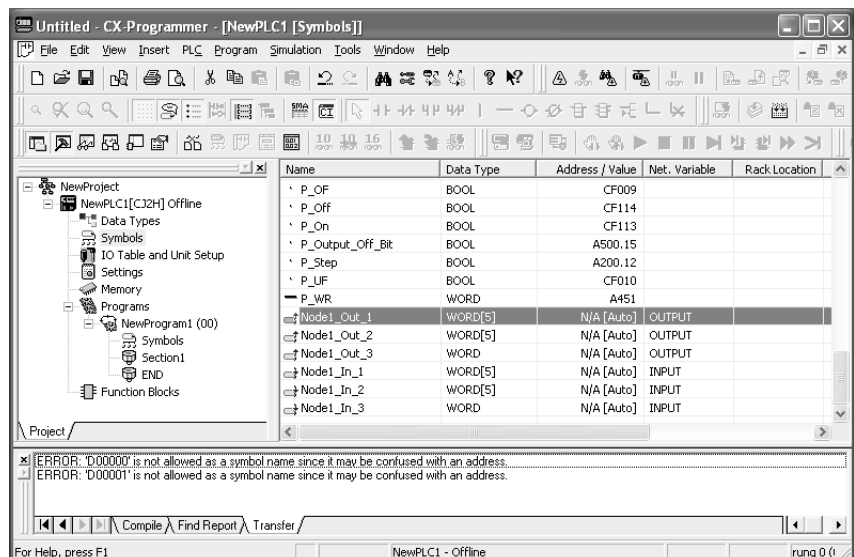 Untitled - CX-Programmer - [NewPLC1 [Symbols]]
File Edit View Insert PLC Program Simulation Tools Window Help
10 10 16
NewProject
NewPLC1[CJ2H] Offline
Data Types
Symbols
IO Table and Unit Setup
Settings
Memory
Programs
NewProgram1 (00)
Symbols
Section1
END
Function Blocks
Project
Name Data Type Address / Value Net. Variable Rack Location
P_OF BOOL CF009
P_Off BOOL CF114
P_On BOOL CF113
P_Output_Off_Bit BOOL A500.15
P_Step BOOL A200.12
P_UF BOOL CF010
P_WR WORD A451
Node1_Out_1 WORD[5] N/A [Auto] OUTPUT
Node1_Out_2 WORD[5] N/A [Auto] OUTPUT
Node1_Out_3 WORD N/A [Auto] OUTPUT
Node1_In_1 WORD[5] N/A [Auto] INPUT
Node1_In_2 WORD[5] N/A [Auto] INPUT
Node1_In_3 WORD N/A [Auto] INPUT
ERROR: 'D00000' is not allowed as a symbol name since it may be confused with an address.
ERROR: 'D00001' is not allowed as a symbol name since it may be confused with an address.
Compile Find Report Transfer
For Help, press F1 NewPLC1 - Offline rung 0 (